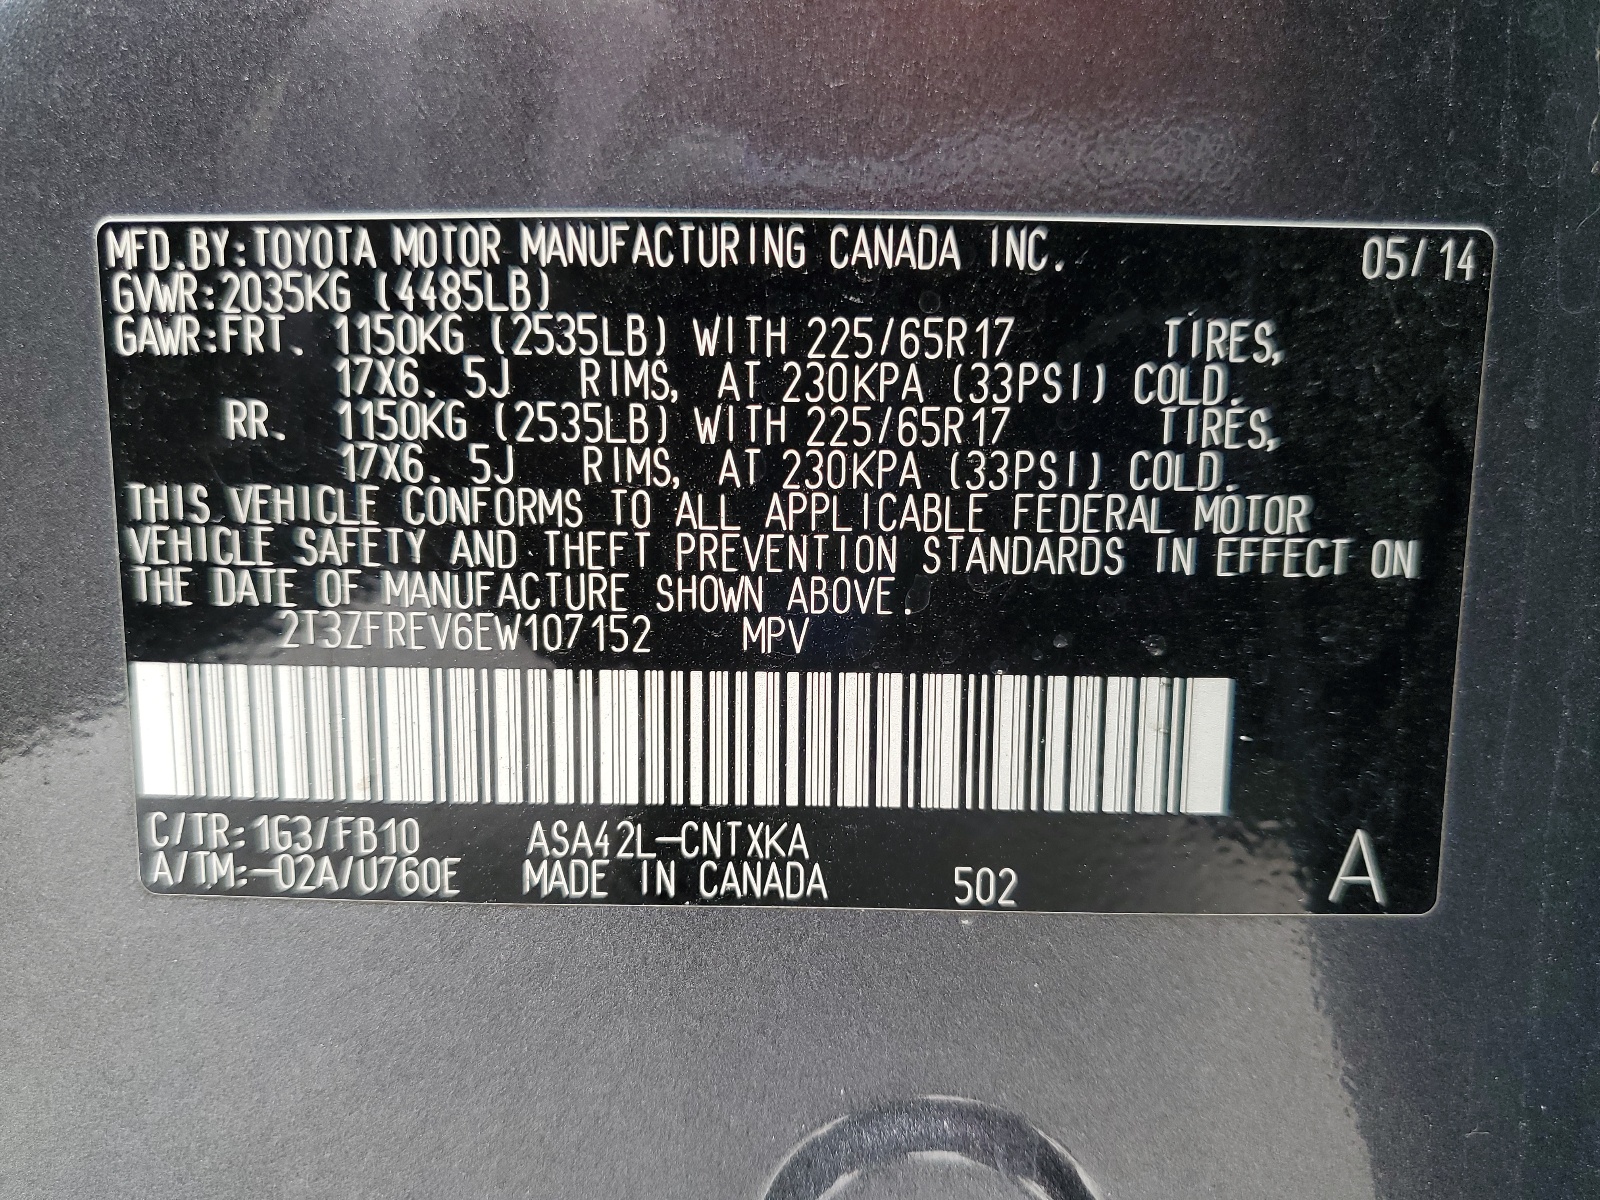 MFD.BY:TOYOTA MOTOR MANUFACTURING CANADA INC. 05/14
GVWR:2035KG (4485LB)
GAWR:FRT. 1150KG (2535LB) WITH 225/65R17 TIRES,
17X6.5J RIMS, AT 230KPA (33PSI) COLD.
RR. 1150KG (2535LB) WITH 225/65R17 TIRES,
17X6.5J RIMS, AT 230KPA (33PSI) COLD.
THIS VEHICLE CONFORMS TO ALL APPLICABLE FEDERAL MOTOR
VEHICLE SAFETY AND THEFT PREVENTION STANDARDS IN EFFECT ON
THE DATE OF MANUFACTURE SHOWN ABOVE.
2T3ZFREV6EW107152 MPV
C/TR:1G3/FB10 ASA42L-CNTXKA
A/TM:-02A/U760E MADE IN CANADA 502 A